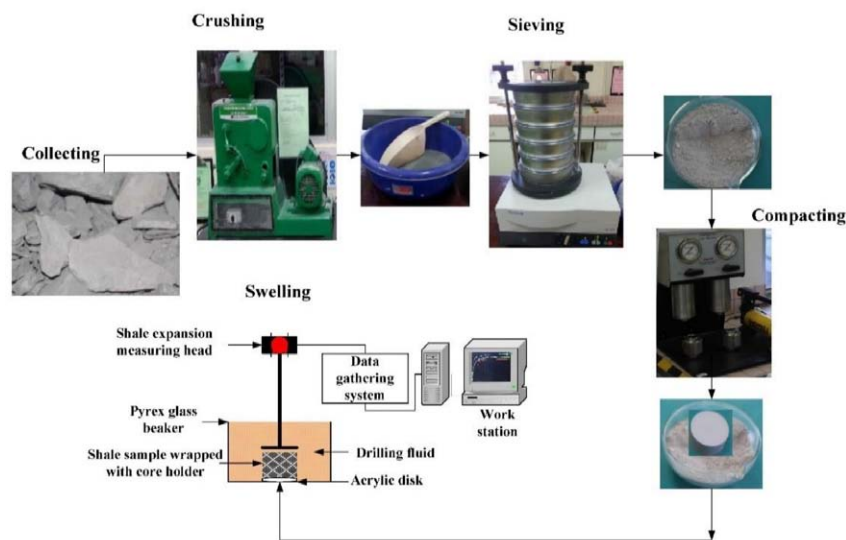 Crushing
Sieving
Collecting
Compacting
Swelling
Shale expansion
measuring head
Data
gathering
system
Work
station
Pyrex glass
beaker
Shale sample wrapped
with core holder
Drilling fluid
Acrylic disk